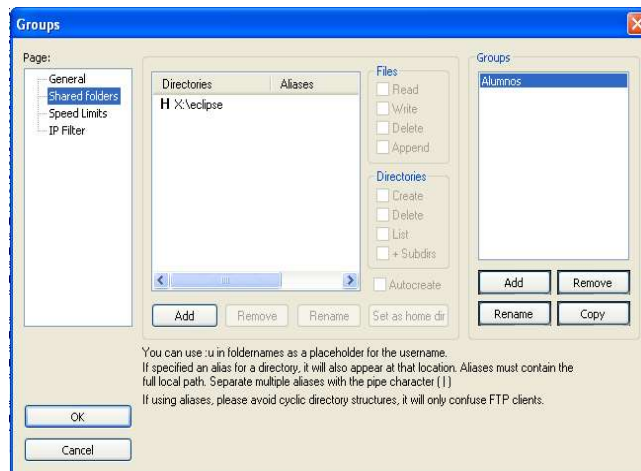 Groups
Page:
General
Shared folders
Speed Limits
IP Filter
Directories Aliases
H X:\eclipse
Files
Read
Write
Delete
Append
Directories
Create
Delete
List
+ Subdirs
Autocreate
Add Remove Rename Set as home dir
Groups
Alumnos
Add Remove
Rename Copy
You can use :u in foldernames as a placeholder for the username.
If specified an alias for a directory, it will also appear at that location. Aliases must contain the
full local path. Separate multiple aliases with the pipe character ( | )
If using aliases, please avoid cyclic directory structures, it will only confuse FTP clients.
OK
Cancel